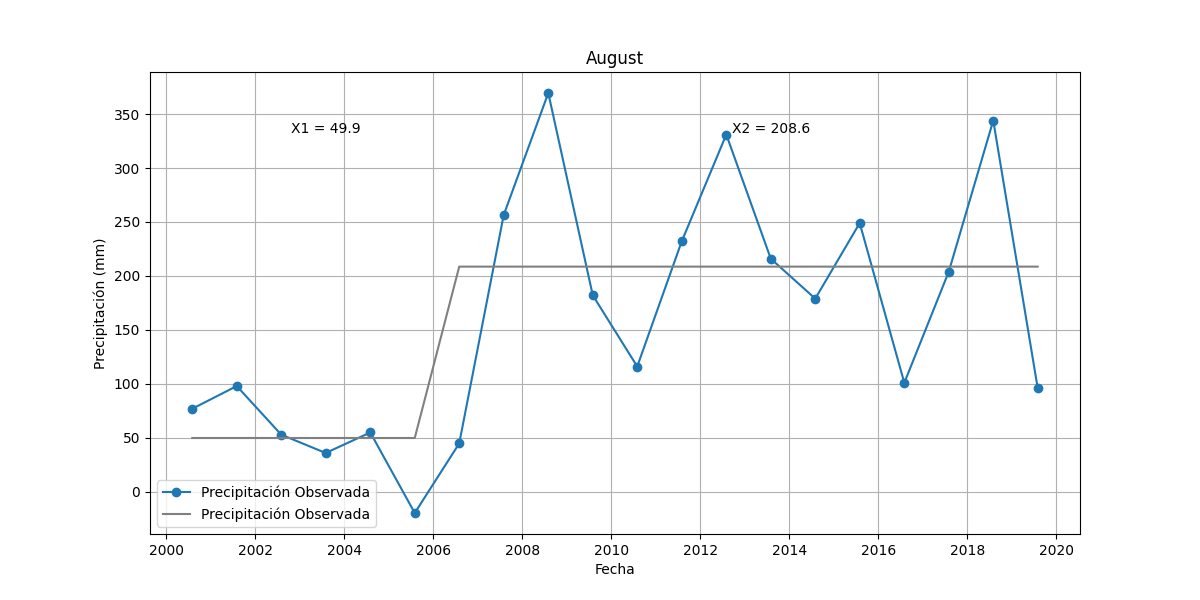 August
X1 = 49.9
X2 = 208.6
Precipitación (mm)
350
300
250
200
150
100
50
0
Precipitación Observada
Precipitación Observada
2000 2002 2004 2006 2008 2010 2012 2014 2016 2018 2020
Fecha